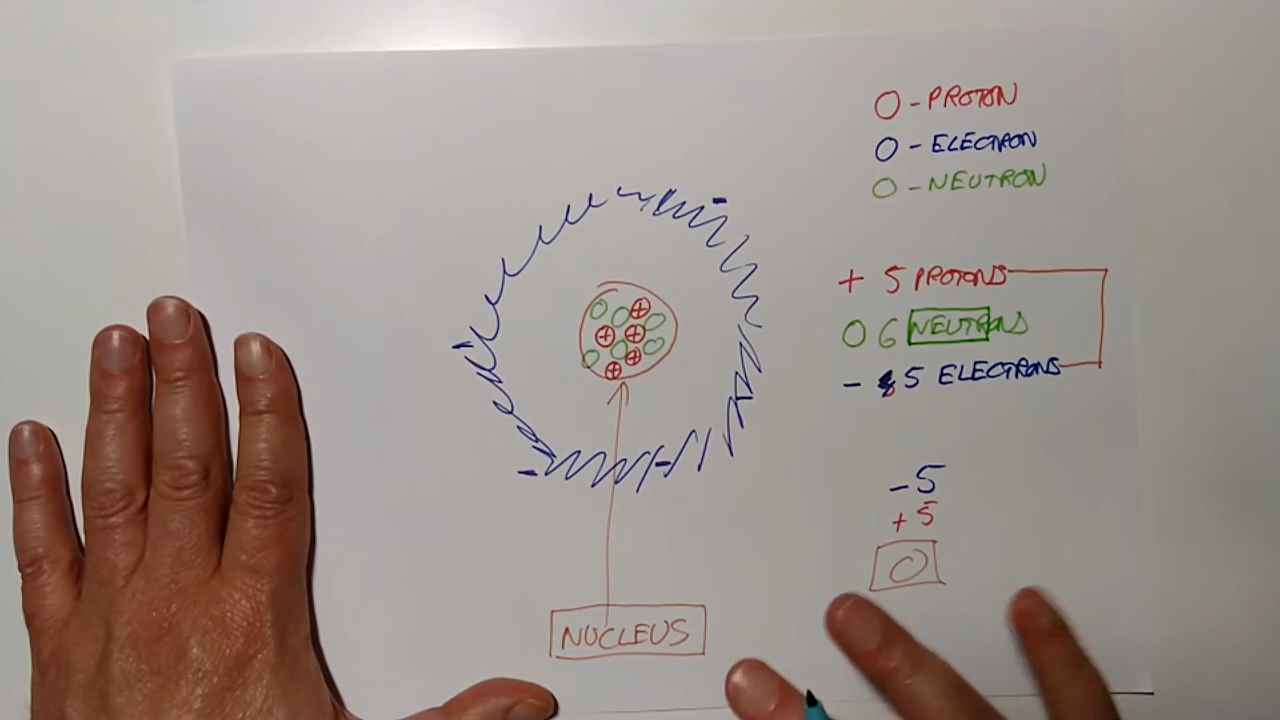 O - PROTON
O - ELECTRON
O - NEUTRON
+ 5 PROTONS
O 6 NEUTRONS
- 5 ELECTRONS
-5
+5
0
NUCLEUS